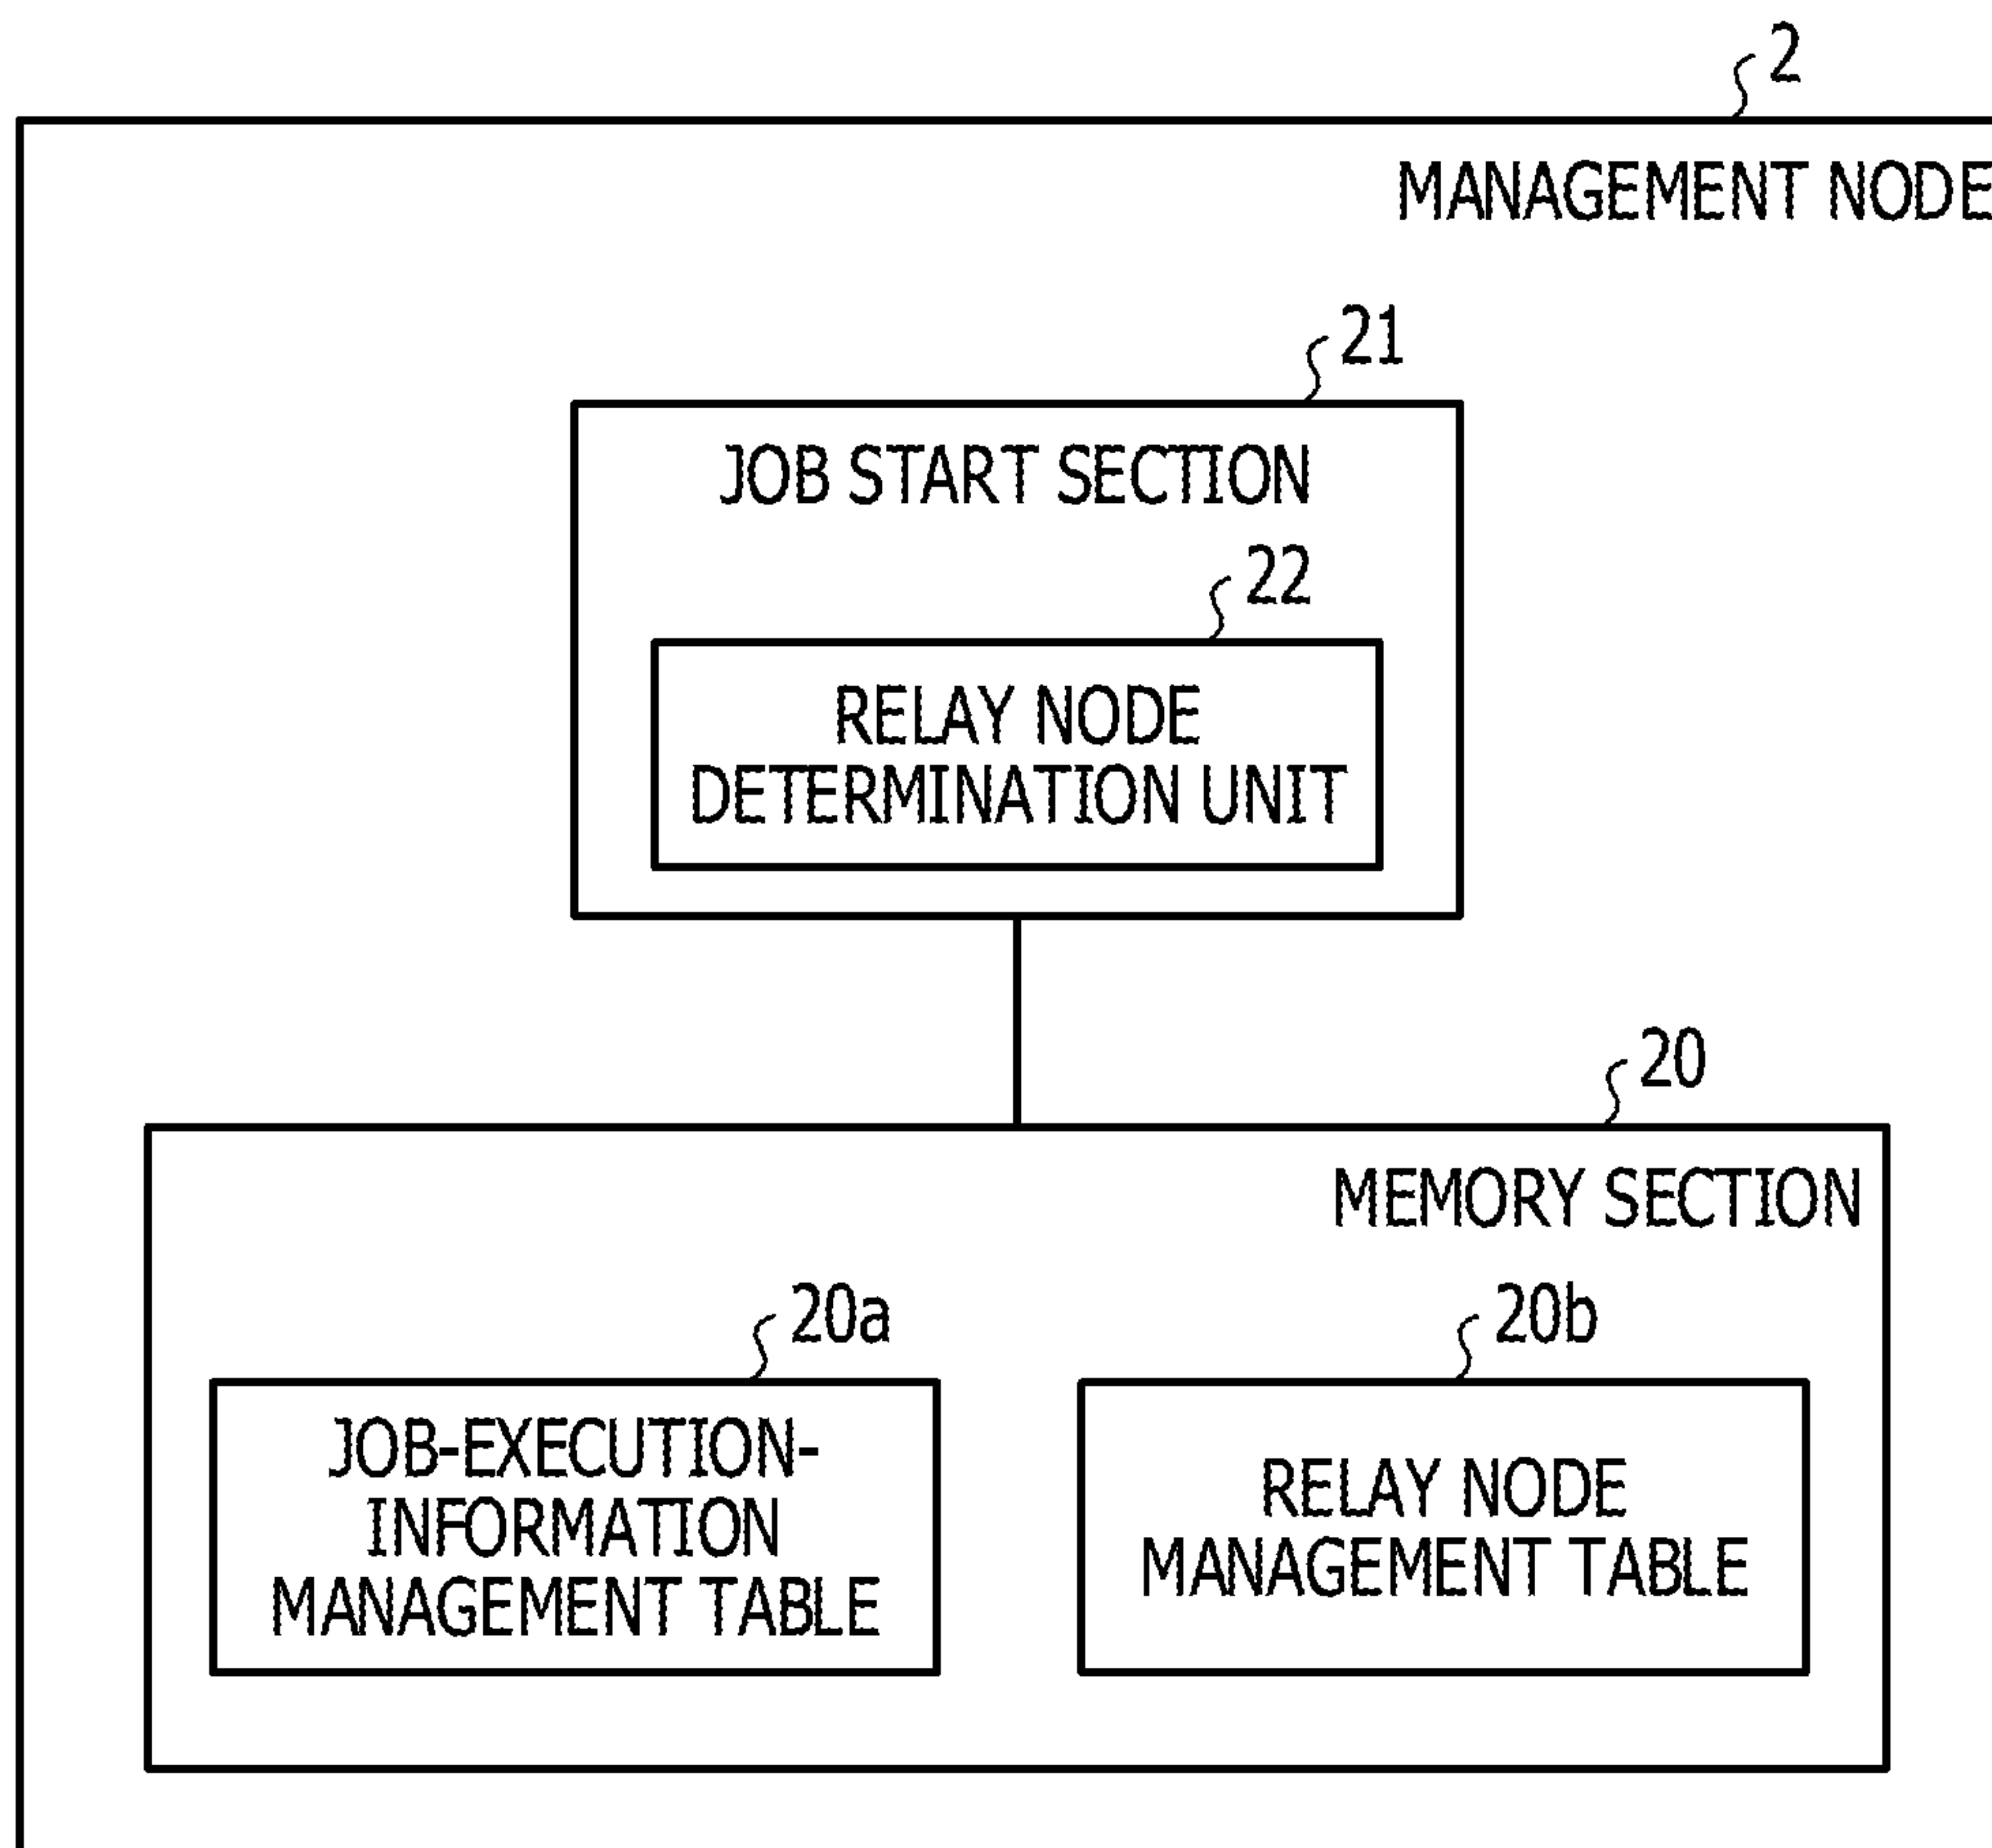 2
MANAGEMENT NODE
21
JOB START SECTION
22
RELAY NODE
DETERMINATION UNIT
20
MEMORY SECTION
20a
JOB-EXECUTION-
INFORMATION
MANAGEMENT TABLE
20b
RELAY NODE
MANAGEMENT TABLE